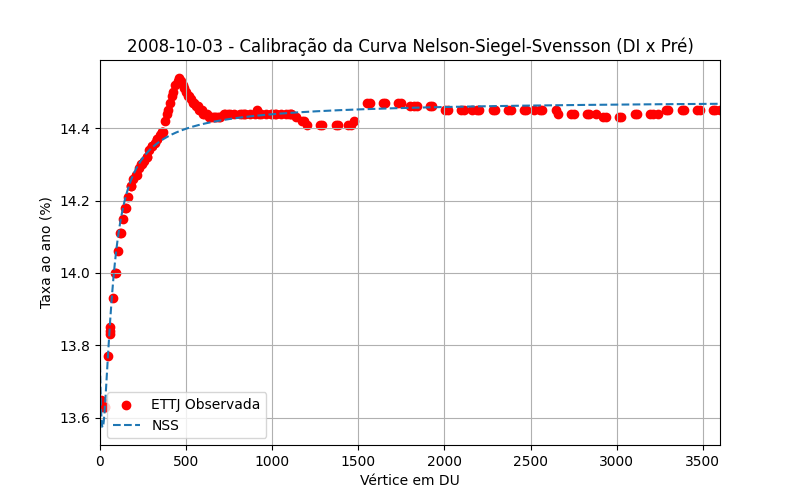 2008-10-03 - Calibração da Curva Nelson-Siegel-Svensson (DI x Pré)
Taxa ao ano (%)
14.4
14.2
14.0
13.8
13.6
ETTJ Observada
NSS
0 500 1000 1500 2000 2500 3000 3500
Vértice em DU